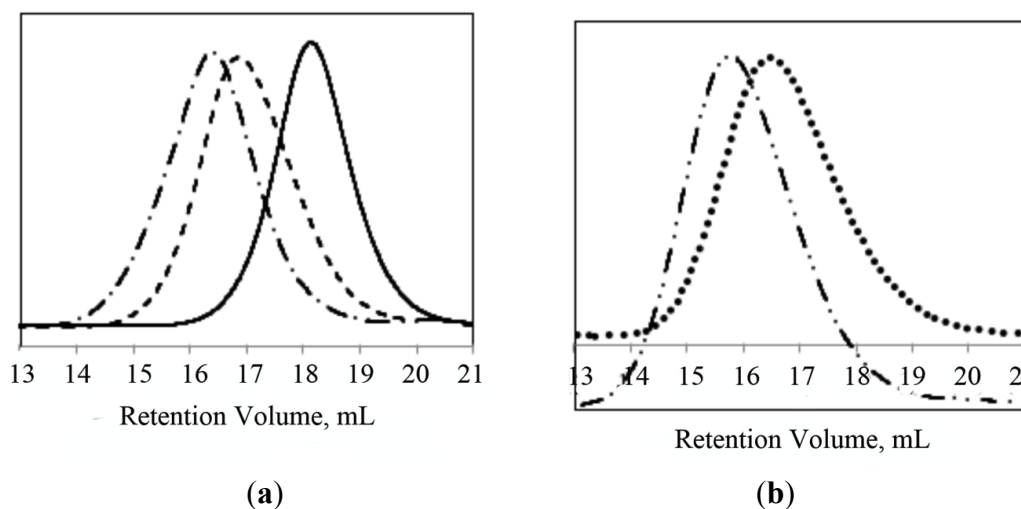 13 14 15 16 17 18 19 20 21
Retention Volume, mL
(a)
13 14 15 16 17 18 19 20 2
Retention Volume, mL
(b)